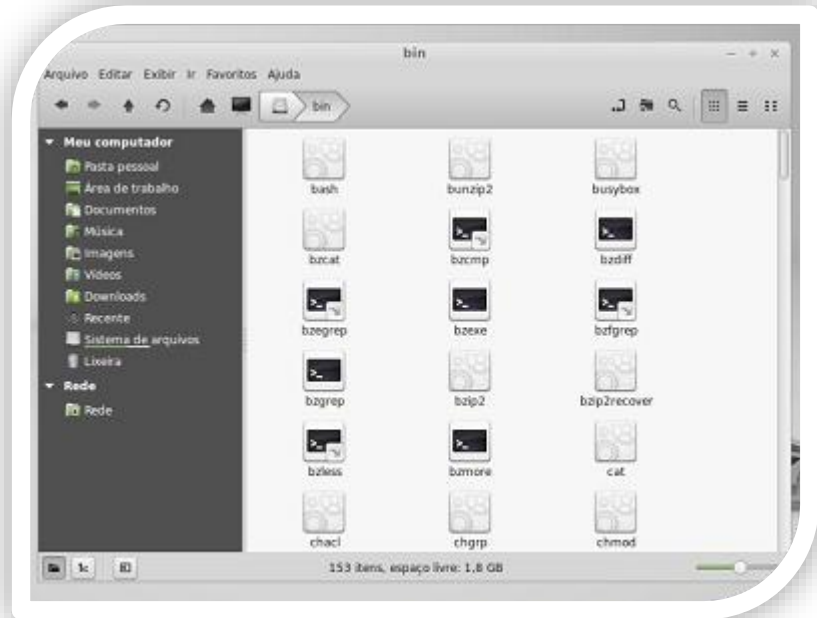 bin
Arquivo Editar Exibir Ir Favoritos Ajuda
bin
Meu computador
Pasta pessoal
Área de trabalho
Documentos
Música
Imagens
Vídeos
Downloads
Recente
Sistema de arquivos
Lixeira
Rede
Rede
bash bunzip2 busybox
bzcat bzcmp bzdiff
bzegrep bzexe bzfgrep
bzgrep bzip2 bzip2recover
bzless bzmore cat
chacl chgrp chmod
153 itens, espaço livre: 1,8 GB